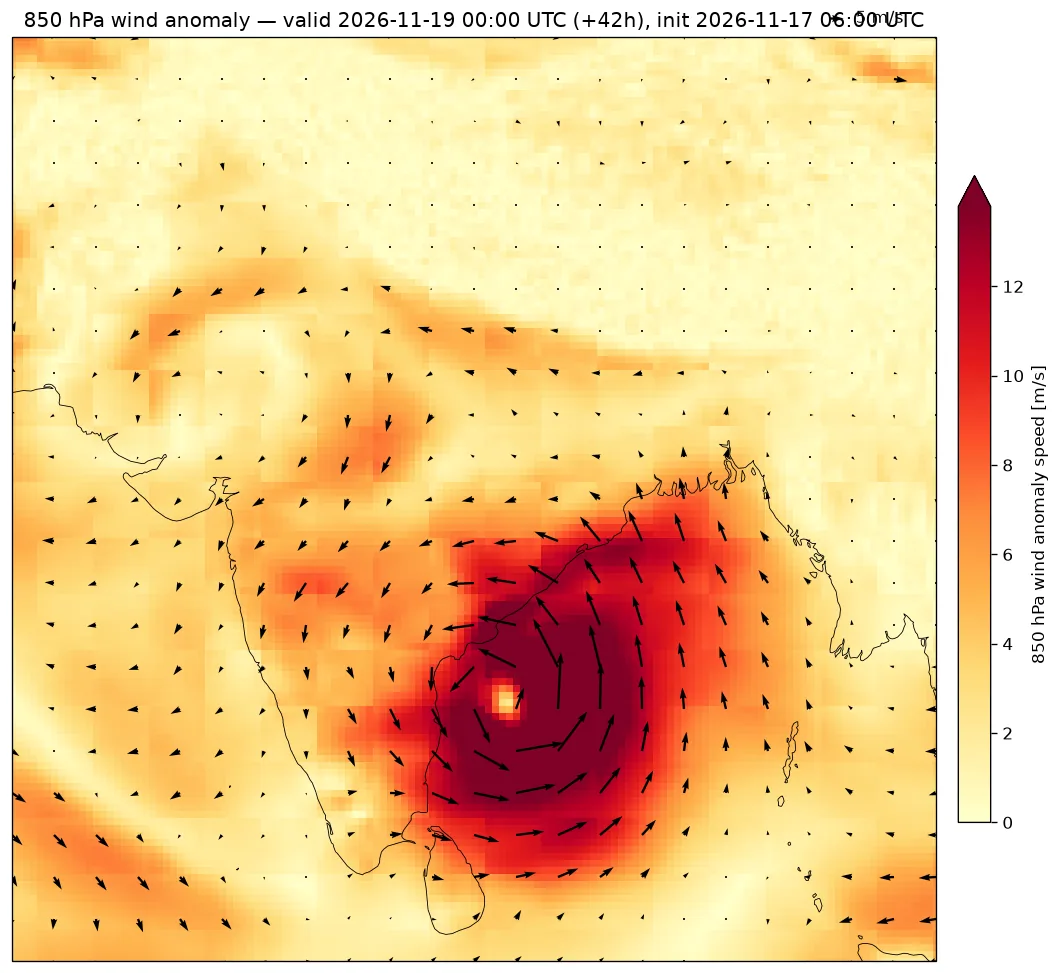 850 hPa wind anomaly — valid 2026-11-19 00:00 UTC (+42h), init 2026-11-17 06:00 UTC
5 m/s
12
10
8
6
4
2
0
850 hPa wind anomaly speed [m/s]